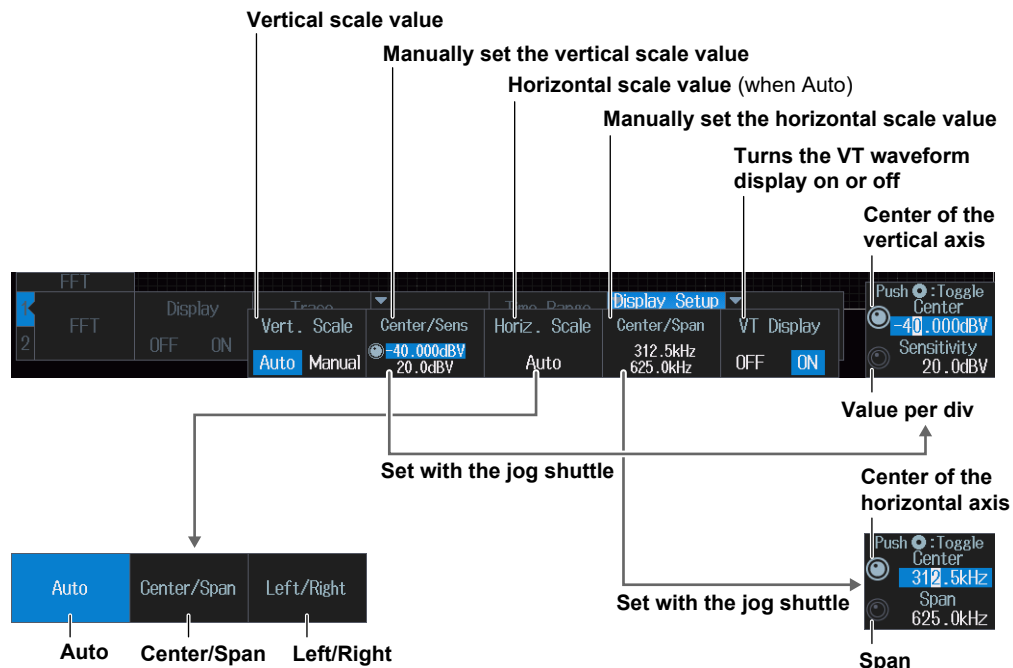 Vertical scale value
Manually set the vertical scale value
Horizontal scale value (when Auto)
Manually set the horizontal scale value
Turns the VT waveform
display on or off
Center of the
vertical axis
FFT
1
2
FFT
Display
OFF ON
Trace
Time Range
Display Setup
Vert. Scale
Auto Manual
Center/Sens
-40.000dBV
20.0dBV
Horiz. Scale
Auto
Center/Span
312.5kHz
625.0kHz
VT Display
OFF ON
Push :Toggle
Center
-40.000dBV
Sensitivity
20.0dBV
Value per div
Set with the jog shuttle
Center of the
horizontal axis
Push :Toggle
Center
312.5kHz
Span
625.0kHz
Set with the jog shuttle
Span
Auto
Center/Span
Left/Right
Auto
Center/Span
Left/Right